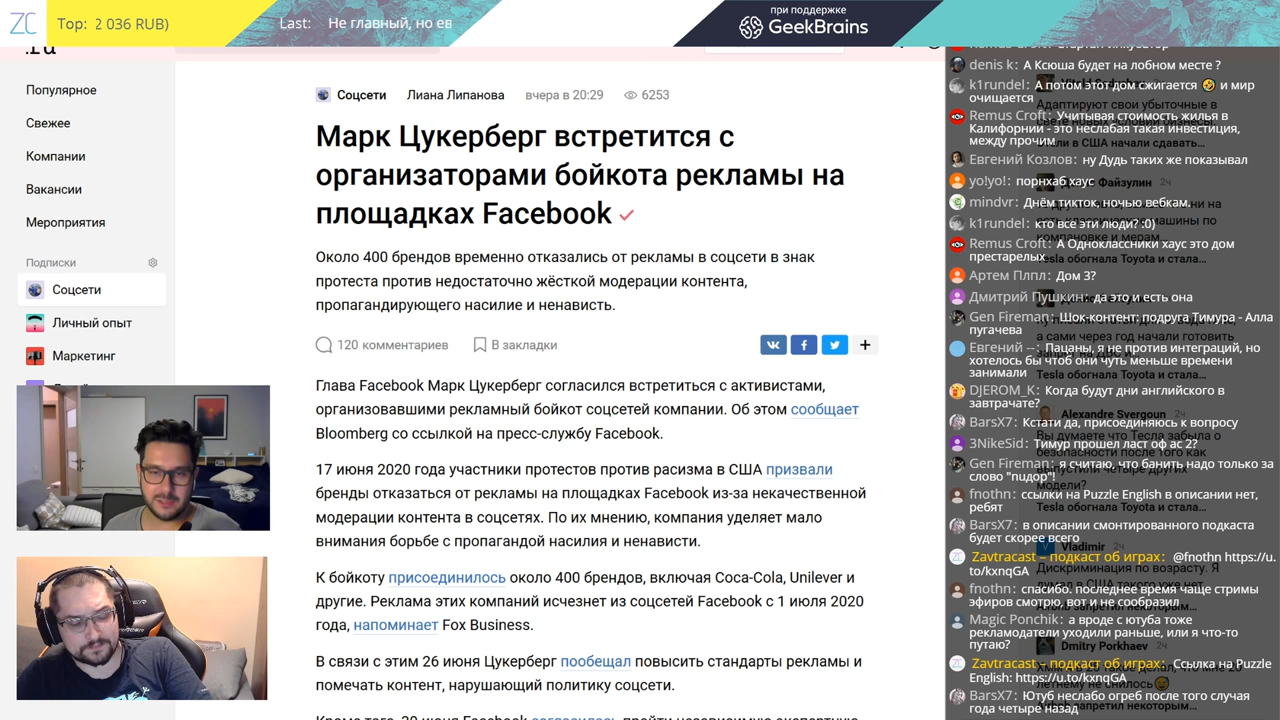 ZC
Top: 2 036 RUB)
Last: Не главный, но ев
при поддержке
GeekBrains
Популярное
Свежее
Компании
Вакансии
Мероприятия
Подписки
Соцсети
Личный опыт
Маркетинг
Соцсети Лиана Липанова вчера в 20:29 6253
Марк Цукерберг встретится с
организаторами бойкота рекламы на
площадках Facebook
Около 400 брендов временно отказались от рекламы в соцсети в знак
протеста против недостаточно жёсткой модерации контента,
пропагандирующего насилие и ненависть.
120 комментариев В закладки
Глава Facebook Марк Цукерберг согласился встретиться с активистами,
организовавшими рекламный бойкот соцсетей компании. Об этом сообщает
Bloomberg со ссылкой на пресс-службу Facebook.
17 июня 2020 года участники протестов против расизма в США призвали
бренды отказаться от рекламы на площадках Facebook из-за некачественной
модерации контента в соцсетях. По их мнению, компания уделяет мало
внимания борьбе с пропагандой насилия и ненависти.
К бойкоту присоединилось около 400 брендов, включая Coca-Cola, Unilever и
другие. Реклама этих компаний исчезнет из соцсетей Facebook с 1 июля 2020
года, напоминает Fox Business.
В связи с этим 26 июня Цукерберг пообещал повысить стандарты рекламы и
помечать контент, нарушающий политику соцсети.
denis k: А Ксюша будет на лобном месте ?
k1rundel: А потом этот дом сжигается 🤣 и мир
очищается
Remus Croft: Учитывая стоимость жилья в
Калифорнии - это неслабая такая инвестиция,
между прочим
Евгений Козлов: ну Дудь таких же показывал
yo!yo!: порнхаб хаус
mindvr: Днём тикток, ночью вебкам.
k1rundel: кто все эти люди? :0)
Remus Croft: А Одноклассники хаус это дом
престарелых
Артем Плпл: Дом 3?
Дмитрий Пушкин: да это и есть она
Gen Fireman: Шок-контент: подруга Тимура - Алла
пугачева
Евгений --: Пацаны, я не против интеграций, но
хотелось бы чтоб они чуть меньше времени
занимали
DJEROM_K: Когда будут дни английского в
завтрачате?
BarsX7: Кстати да, присоединяюсь к вопросу
3NikeSid: Тимур прошел ласт оф ас 2?
Gen Fireman: я считаю, что банить надо только за
слово "пидор"!
fnothn: ссылки на Puzzle English в описании нет,
ребят
BarsX7: в описании смонтированного подкаста
будет скорее всего
Zavtracast – подкаст об играх: @fnothn https://u.
to/kxnqGA
fnothn: спасибо. последнее время чаще стримы
эфиров смотрю, вот и не сообразил
Magic Ponchik: а вроде с ютуба тоже
рекламодатели уходили раньше, или я что-то
путаю?
Zavtracast – подкаст об играх: Ссылка на Puzzle
English: https://u.to/kxnqGA
BarsX7: Ютуб неслабо огреб после того случая
года четыре назад